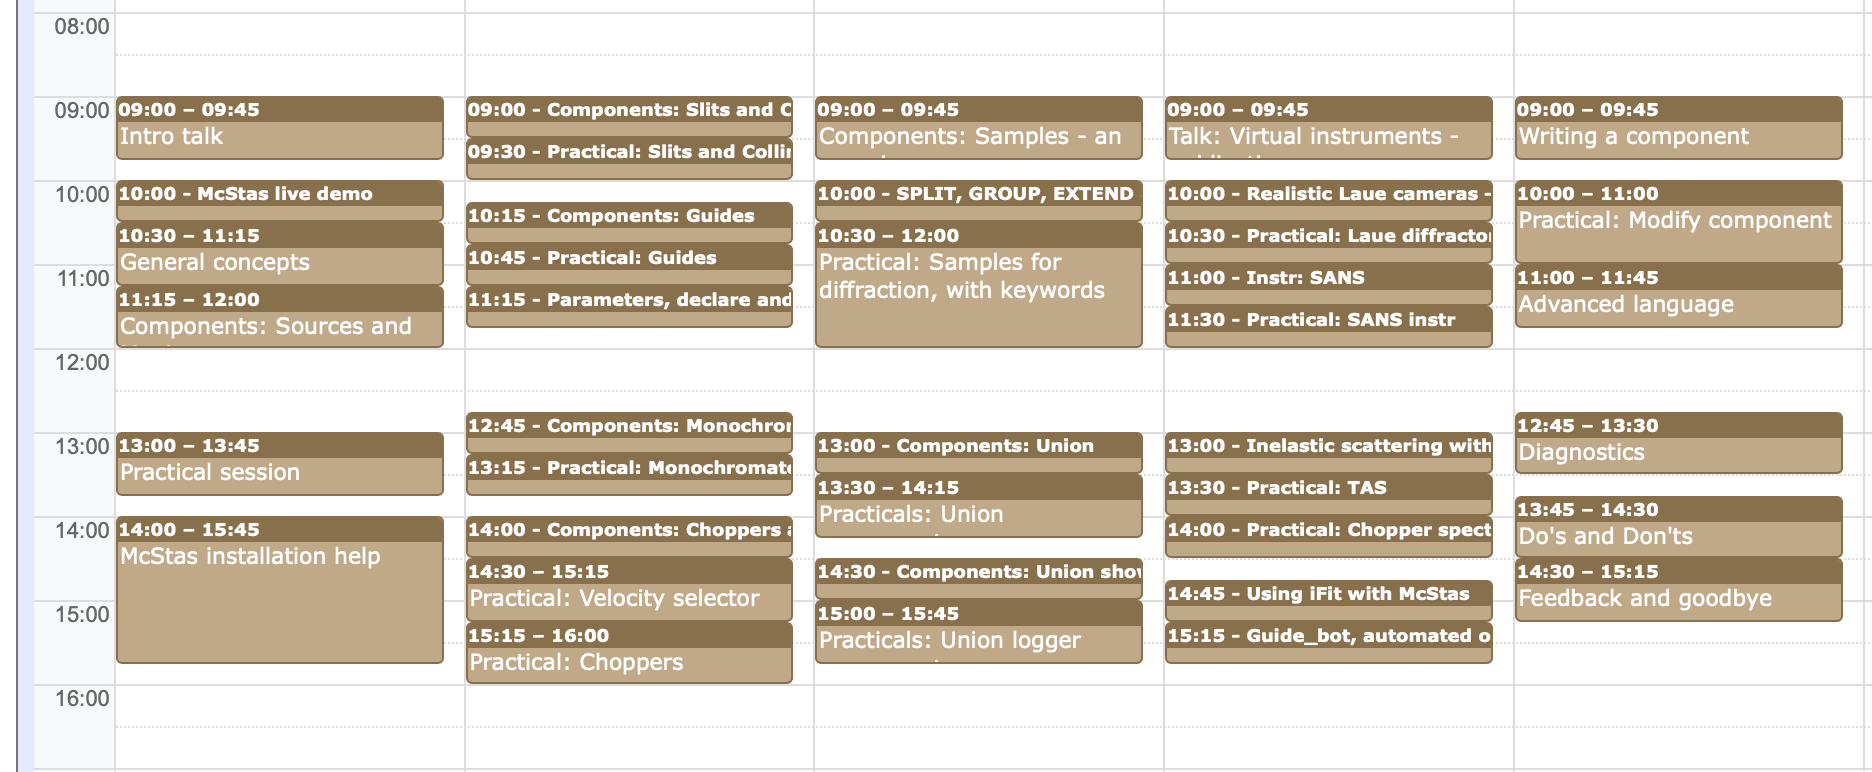 08:00
09:00
10:00
11:00
12:00
13:00
14:00
15:00
16:00
09:00 – 09:45
Intro talk
10:00 - McStas live demo
10:30 – 11:15
General concepts
11:15 – 12:00
Components: Sources and
13:00 – 13:45
Practical session
14:00 – 15:45
McStas installation help
09:00 - Components: Slits and C
09:30 - Practical: Slits and Collin
10:15 - Components: Guides
10:45 - Practical: Guides
11:15 - Parameters, declare and
12:45 - Components: Monochror
13:15 - Practical: Monochromato
14:00 - Components: Choppers a
14:30 – 15:15
Practical: Velocity selector
15:15 – 16:00
Practical: Choppers
09:00 – 09:45
Components: Samples - an
10:00 - SPLIT, GROUP, EXTEND
10:30 – 12:00
Practical: Samples for
diffraction, with keywords
13:00 - Components: Union
13:30 – 14:15
Practicals: Union
14:30 - Components: Union show
15:00 – 15:45
Practicals: Union logger
09:00 – 09:45
Talk: Virtual instruments -
10:00 - Realistic Laue cameras -
10:30 - Practical: Laue diffractor
11:00 - Instr: SANS
11:30 - Practical: SANS instr
13:00 - Inelastic scattering with
13:30 - Practical: TAS
14:00 - Practical: Chopper spect
14:45 - Using iFit with McStas
15:15 - Guide_bot, automated o
09:00 – 09:45
Writing a component
10:00 – 11:00
Practical: Modify component
11:00 – 11:45
Advanced language
12:45 – 13:30
Diagnostics
13:45 – 14:30
Do's and Don'ts
14:30 – 15:15
Feedback and goodbye